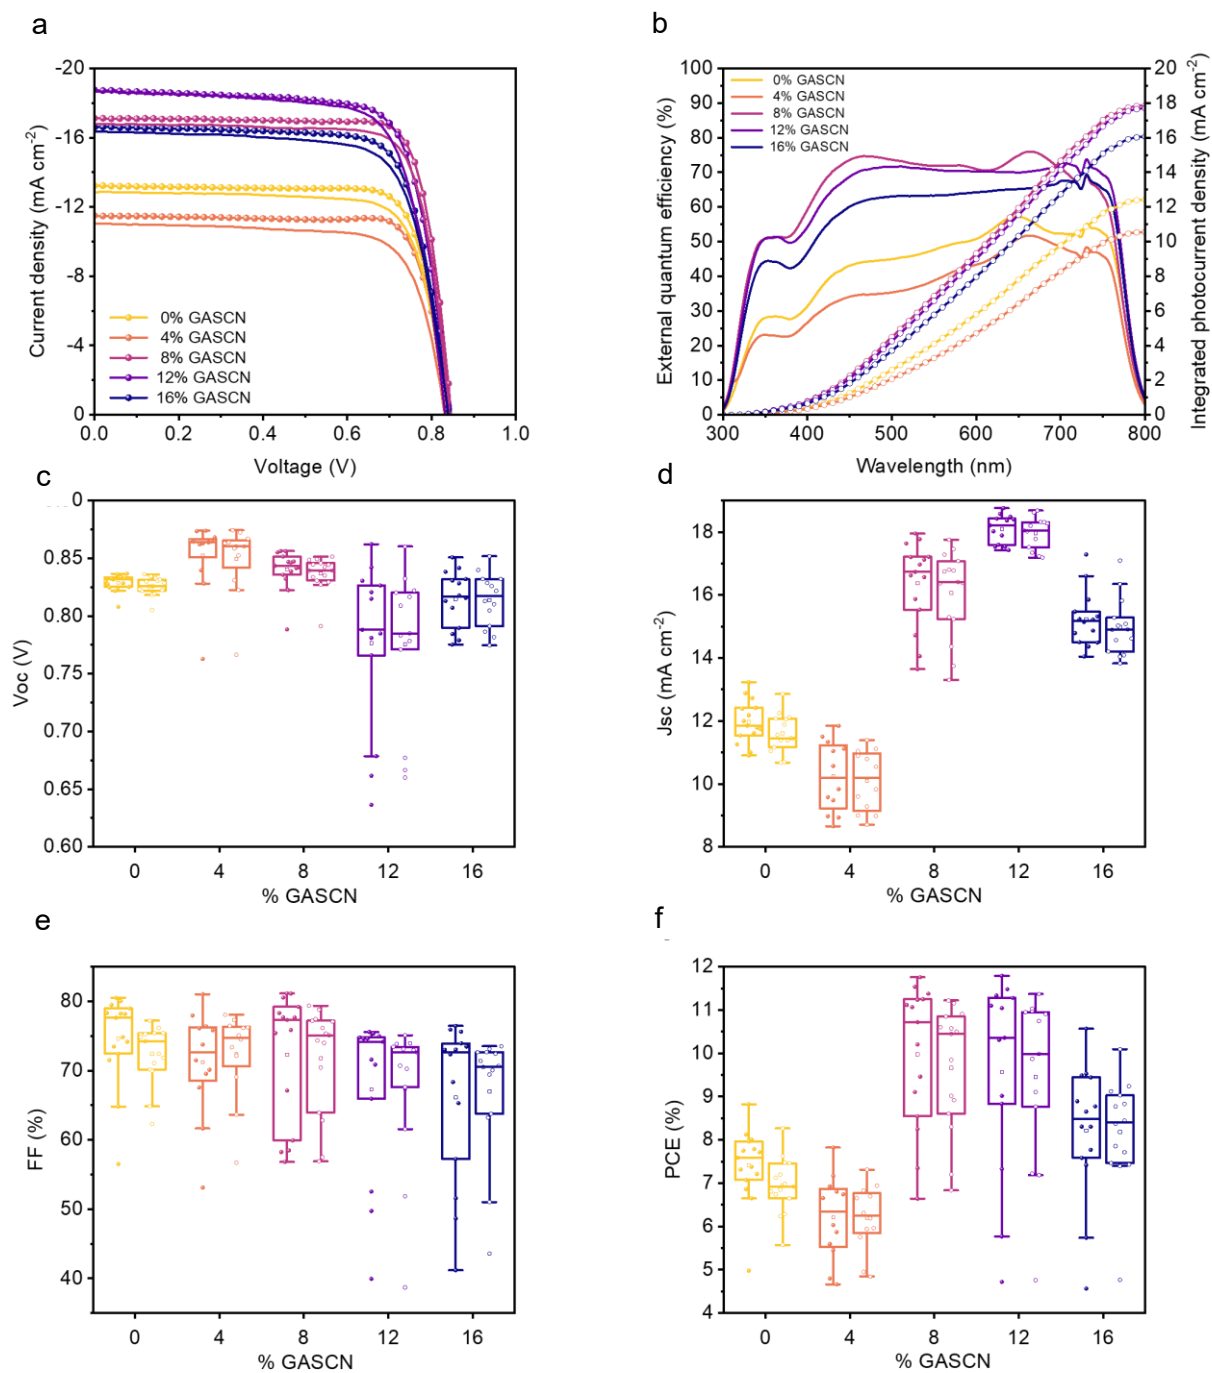 a
-20
-16
-12
-8
-4
0
0.0 0.2 0.4 0.6 0.8 1.0
Current density (mA cm-2)
Voltage (V)
0% GASCN
4% GASCN
8% GASCN
12% GASCN
16% GASCN
b
100
90
80
70
60
50
40
30
20
10
0
300 400 500 600 700 800
20
18
16
14
12
10
8
6
4
2
0
External quantum efficiency (%)
Integrated photocurrent density (mA cm-2)
Wavelength (nm)
0% GASCN
4% GASCN
8% GASCN
12% GASCN
16% GASCN
c
0
0.85
0.80
0.75
0.70
0.65
0.60
0 4 8 12 16
Voc (V)
% GASCN
d
18
16
14
12
10
8
0 4 8 12 16
Jsc (mA cm-2)
% GASCN
e
80
70
60
50
40
0 4 8 12 16
FF (%)
% GASCN
f
12
11
10
9
8
7
6
5
4
0 4 8 12 16
PCE (%)
% GASCN